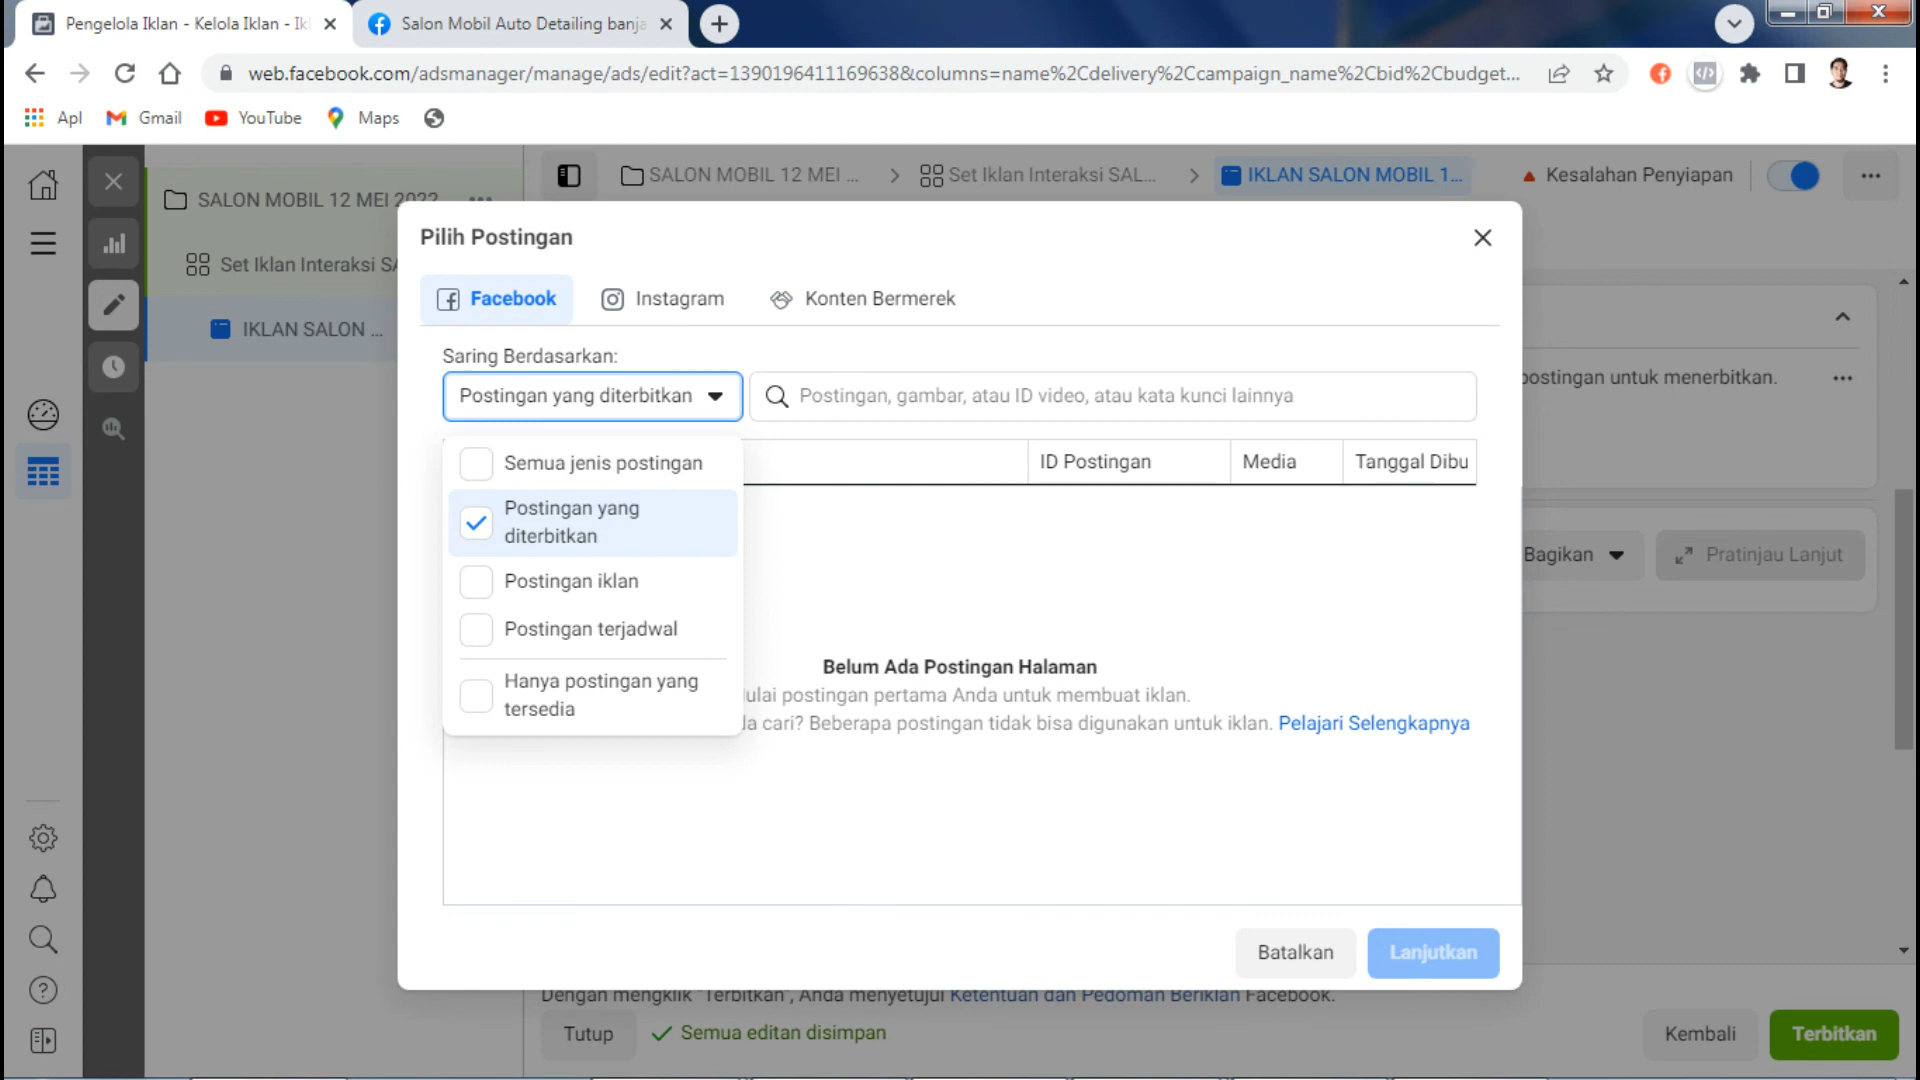 Pengelola Iklan - Kelola Iklan - Ikl
Salon Mobil Auto Detailing banja
web.facebook.com/adsmanager/manage/ads/edit?act=1390196411169638&columns=name%2Cdelivery%2Ccampaign_name%2Cbid%2Cbudget...
Apl
Gmail
YouTube
Maps
SALON MOBIL 12 MEI 2022
Set Iklan Interaksi SA
IKLAN SALON ...
SALON MOBIL 12 MEI ...
Set Iklan Interaksi SAL...
IKLAN SALON MOBIL 1...
Kesalahan Penyiapan
Pilih Postingan
Facebook
Instagram
Konten Bermerek
Saring Berdasarkan:
Postingan yang diterbitkan
Postingan, gambar, atau ID video, atau kata kunci lainnya
ID Postingan
Media
Tanggal Dibu
Semua jenis postingan
Postingan yang
diterbitkan
Postingan iklan
Postingan terjadwal
Hanya postingan yang
tersedia
Belum Ada Postingan Halaman
ulai postingan pertama Anda untuk membuat iklan.
a cari? Beberapa postingan tidak bisa digunakan untuk iklan. Pelajari Selengkapnya
Batalkan
Lanjutkan
postingan untuk menerbitkan.
Bagikan
Pratinjau Lanjut
Dengan mengklik "Terbitkan", Anda menyetujui Ketentuan dan Pedoman Beriklan Facebook.
Tutup
Semua editan disimpan
Kembali
Terbitkan